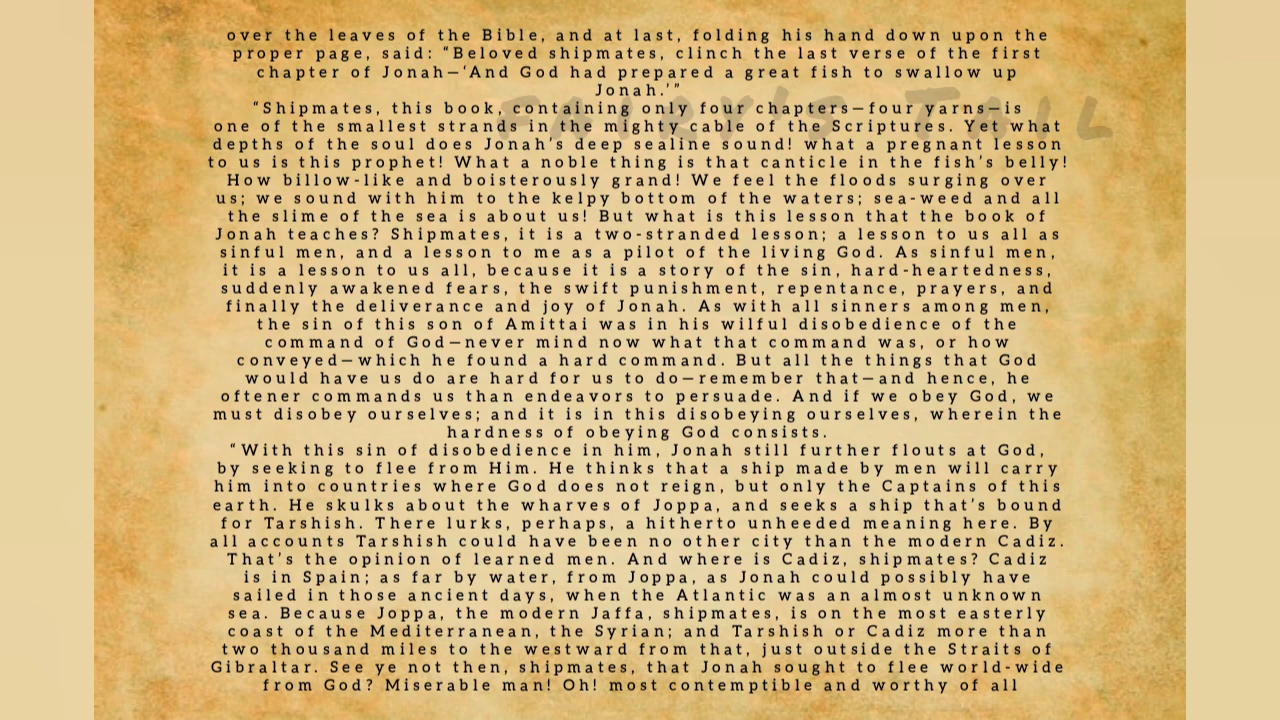 over the leaves of the Bible, and at last, folding his hand down upon the
proper page, said: “Beloved shipmates, clinch the last verse of the first
chapter of Jonah—‘And God had prepared a great fish to swallow up
Jonah.’”
“Shipmates, this book, containing only four chapters—four yarns—is
one of the smallest strands in the mighty cable of the Scriptures. Yet what
depths of the soul does Jonah’s deep sealine sound! what a pregnant lesson
to us is this prophet! What a noble thing is that canticle in the fish’s belly!
How billow-like and boisterously grand! We feel the floods surging over
us; we sound with him to the kelpy bottom of the waters; sea-weed and all
the slime of the sea is about us! But what is this lesson that the book of
Jonah teaches? Shipmates, it is a two-stranded lesson; a lesson to us all as
sinful men, and a lesson to me as a pilot of the living God. As sinful men,
it is a lesson to us all, because it is a story of the sin, hard-heartedness,
suddenly awakened fears, the swift punishment, repentance, prayers, and
finally the deliverance and joy of Jonah. As with all sinners among men,
the sin of this son of Amittai was in his wilful disobedience of the
command of God—never mind now what that command was, or how
conveyed—which he found a hard command. But all the things that God
would have us do are hard for us to do—remember that—and hence, he
oftener commands us than endeavors to persuade. And if we obey God, we
must disobey ourselves; and it is in this disobeying ourselves, wherein the
hardness of obeying God consists.
“With this sin of disobedience in him, Jonah still further flouts at God,
by seeking to flee from Him. He thinks that a ship made by men will carry
him into countries where God does not reign, but only the Captains of this
earth. He skulks about the wharves of Joppa, and seeks a ship that’s bound
for Tarshish. There lurks, perhaps, a hitherto unheeded meaning here. By
all accounts Tarshish could have been no other city than the modern Cadiz.
That’s the opinion of learned men. And where is Cadiz, shipmates? Cadiz
is in Spain; as far by water, from Joppa, as Jonah could possibly have
sailed in those ancient days, when the Atlantic was an almost unknown
sea. Because Joppa, the modern Jaffa, shipmates, is on the most easterly
coast of the Mediterranean, the Syrian; and Tarshish or Cadiz more than
two thousand miles to the westward from that, just outside the Straits of
Gibraltar. See ye not then, shipmates, that Jonah sought to flee world-wide
from God? Miserable man! Oh! most contemptible and worthy of all
FAIRY'S TAIL